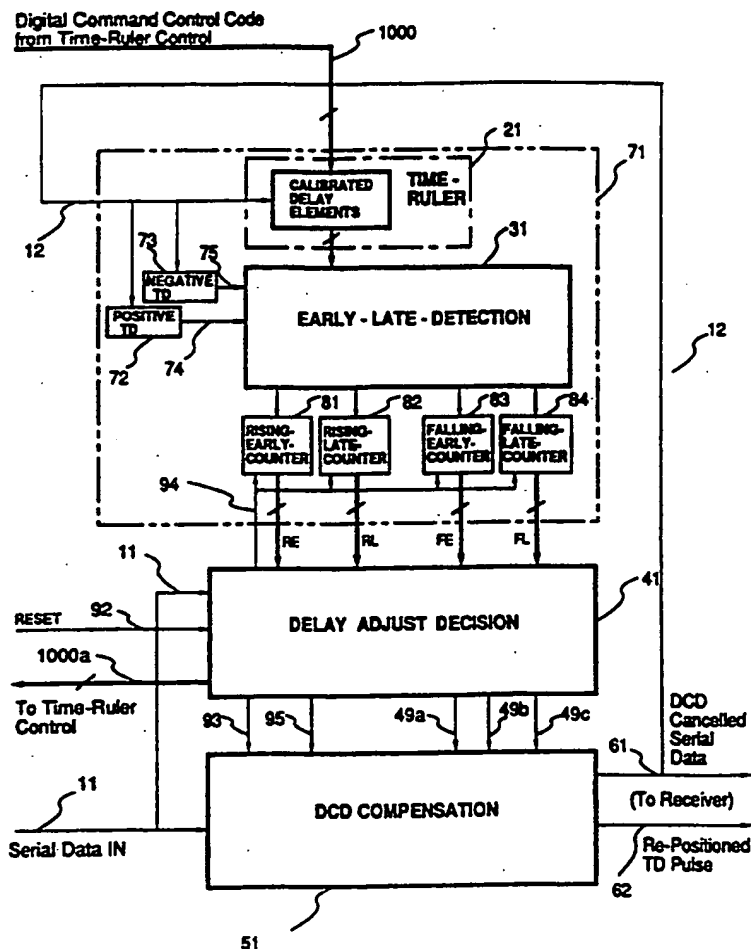 Digital Command Control Code
from Time-Ruler Control
1000
21
71
CALIBRATED
DELAY
ELEMENTS
TIME -
RULER
12
73
75
31
NEGATIVE
TD
POSITIVE
TD
EARLY - LATE - DETECTION
12
72
74
81
82
83
84
RISING-
EARLY-
COUNTER
RISING-
LATE-
COUNTER
FALLING-
EARLY-
COUNTER
FALLING-
LATE-
COUNTER
94
RE
RL
FE
FL
11
41
RESET
92
DELAY ADJUST DECISION
1000a
To Time-Ruler
Control
93
95
49a
49b
49c
DCD
Cancelled
Serial
Data
61
11
DCD COMPENSATION
(To Receiver)
Serial Data IN
Re-Positioned
TD Pulse
62
51